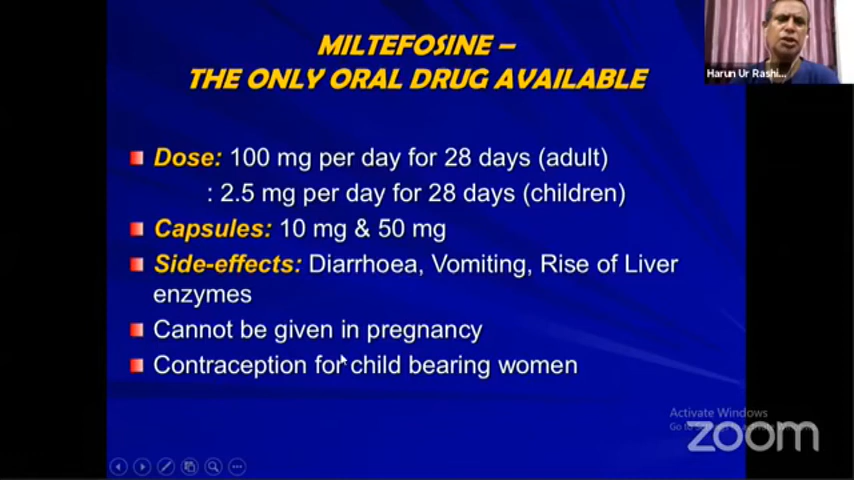 MILTEFOSINE –
THE ONLY ORAL DRUG AVAILABLE
Harun Ur Rashi...
Dose: 100 mg per day for 28 days (adult)
: 2.5 mg per day for 28 days (children)
Capsules: 10 mg & 50 mg
Side-effects: Diarrhoea, Vomiting, Rise of Liver
enzymes
Cannot be given in pregnancy
Contraception for child bearing women
Activate Windows
Go to
zoom